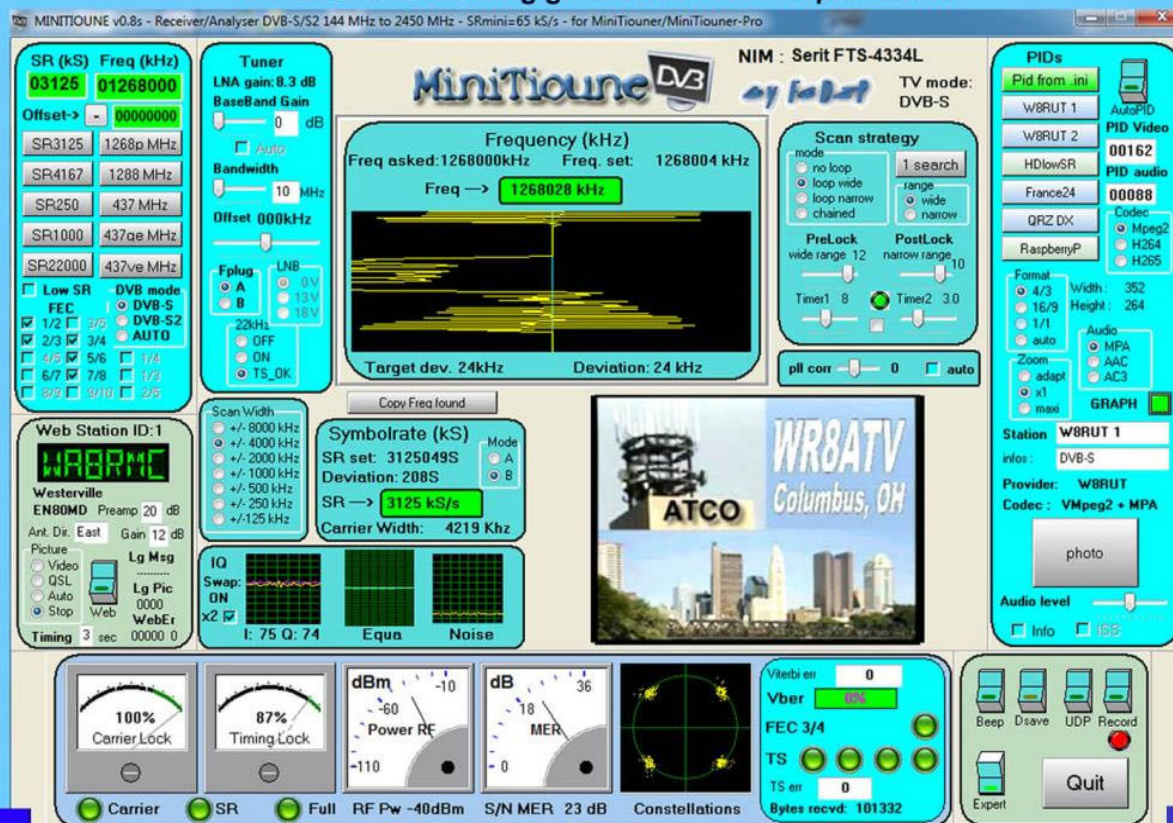 MINITIOUNE v0.8s - Receiver/Analyser DVB-S/S2 144 MHz to 2450 MHz - SRmini=65 kS/s - for MiniTiouner/MiniTiouner-Pro
SR (kS) Freq (kHz)
03125 01268000
Offset-> - 00000000
SR3125 1268p MHz
SR4167 1288 MHz
SR250 437 MHz
SR1000 437qe MHz
SR22000 437ve MHz
Low SR
FEC
1/2 3/5
2/3 3/4
4/5 5/6 1/4
6/7 7/8 1/3
8/9 9/10 2/5
DVB mode
DVB-S
DVB-S2
AUTO
Tuner
LNA gain: 8.3 dB
BaseBand Gain
0 dB
Auto
Bandwidth
10 MHz
Offset 000kHz
Fplug
A
B
LNB
0V
13V
18V
22kHz
OFF
ON
TS_OK
MiniTioune DVB
NIM : Serit FTS-4334L
TV mode:
DVB-S
Frequency (kHz)
Freq asked:1268000kHz Freq. set: 1268004 kHz
Freq —> 1268028 kHz
Target dev. 24kHz Deviation: 24 kHz
Scan strategy
mode
no loop
loop wide
loop narrow
chained
1 search
range
wide
narrow
PreLock PostLock
wide range 12 narrow range 10
Timer1 8 Timer2 3.0
pll corr 0 auto
PIDs
Pid from .ini
W8RUT 1
W8RUT 2
HDlowSR
France24
QRZ DX
RaspberryP
AutoPID
PID Video
00162
PID audio
00088
Codec
Mpeg2
H264
H265
Format
4/3
16/9
1/1
auto
Width : 352
Height : 264
Audio
MPA
AAC
AC3
Zoom
adapt
x1
maxi
GRAPH
Station W8RUT 1
infos : DVB-S
Provider: W8RUT
Codec : VMpeg2 + MPA
photo
Audio level
Info ISS
Web Station ID:1
WA8RMC
Westerville
EN80MD Preamp 20 dB
Ant. Dir. East Gain 12 dB
Picture
Video
QSL
Auto
Stop
Web
Lg Msg
--------
Lg Pic
0000
WebEr
Timing 3 sec 00000 0
Scan Width
+/- 8000 kHz
+/- 4000 kHz
+/- 2000 kHz
+/- 1000 kHz
+/- 500 kHz
+/- 250 kHz
+/-125 kHz
Copy Freq found
Symbolrate (kS)
SR set: 3125049S
Deviation: 208S
SR —> 3125 kS/s
Carrier Width: 4219 Khz
Mode
A
B
IQ
Swap:
ON
x2
I: 75 Q: 74 Equa Noise
ATCO
WR8ATV
Columbus, OH
100%
Carrier Lock
87%
Timing Lock
dBm
-10
-60
Power RF
-110
dB
36
18
MER
0
Carrier SR Full RF Pw -40dBm S/N MER 23 dB Constellations
Viterbi err 0
Vber 0%
FEC 3/4
TS
TS err 0
Bytes recvd: 101332
Beep Dsave UDP Record
Expert
Quit